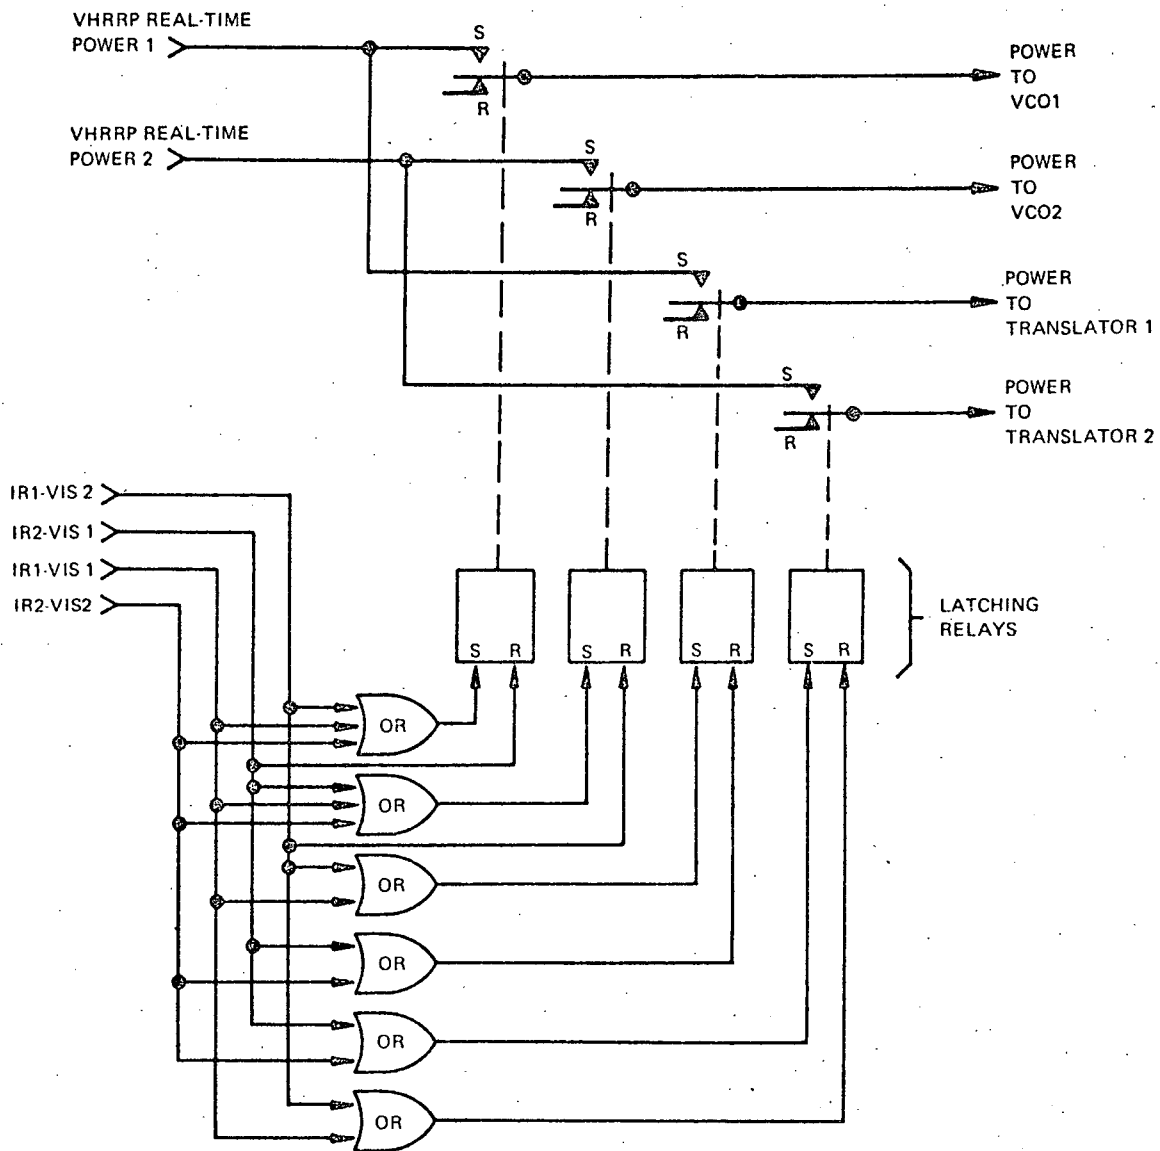 VHRRP REAL-TIME
POWER 1
S
R
POWER
TO
VCO1
VHRRP REAL-TIME
POWER 2
S
R
POWER
TO
VCO2
S
R
POWER
TO
TRANSLATOR 1
S
R
POWER
TO
TRANSLATOR 2
IR1-VIS 2
IR2-VIS 1
IR1-VIS 1
IR2-VIS2
S R
S R
S R
S R
LATCHING
RELAYS
OR
OR
OR
OR
OR
OR